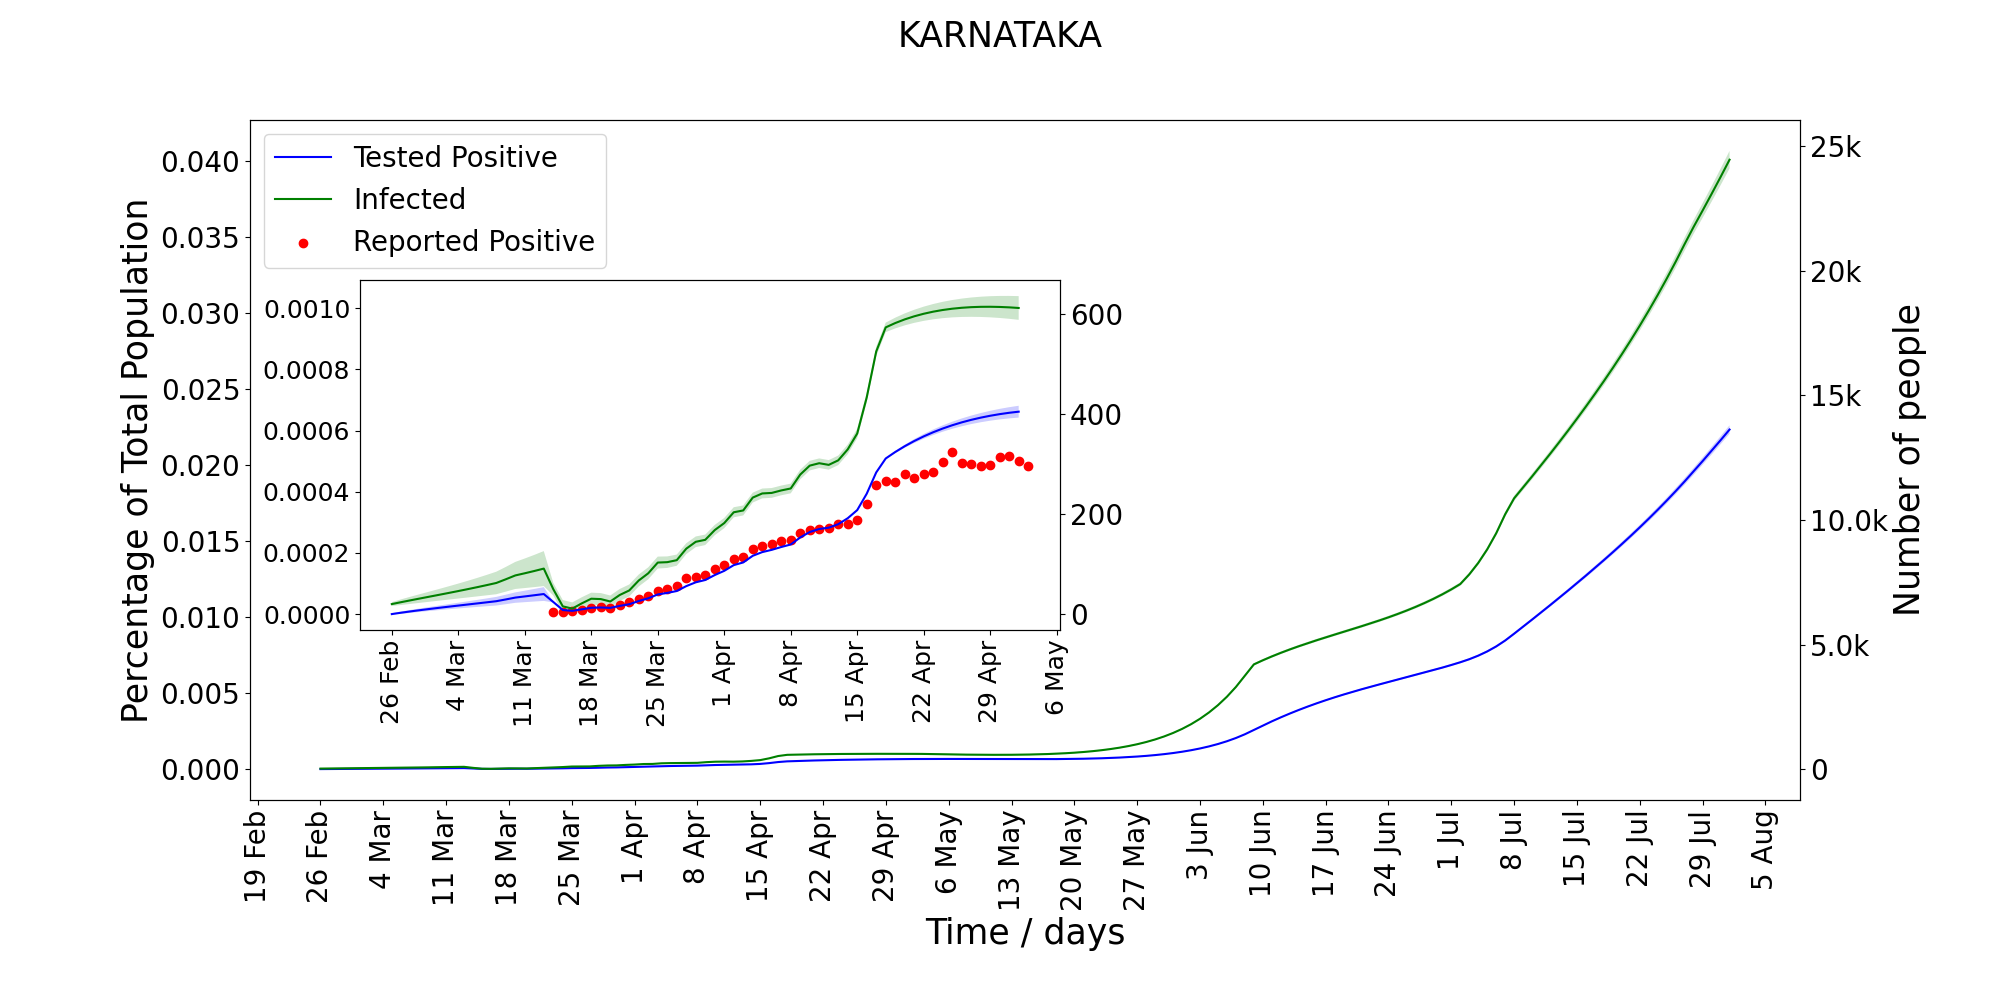 KARNATAKA
Tested Positive
Infected
Reported Positive
Percentage of Total Population
0.040
0.035
0.030
0.025
0.020
0.015
0.010
0.005
0.000
25k
20k
15k
10.0k
5.0k
0
Number of people
0.0010
0.0008
0.0006
0.0004
0.0002
0.0000
600
400
200
0
26 Feb
4 Mar
11 Mar
18 Mar
25 Mar
1 Apr
8 Apr
15 Apr
22 Apr
29 Apr
6 May
19 Feb
26 Feb
4 Mar
11 Mar
18 Mar
25 Mar
1 Apr
8 Apr
15 Apr
22 Apr
29 Apr
6 May
13 May
20 May
27 May
3 Jun
10 Jun
17 Jun
24 Jun
1 Jul
8 Jul
15 Jul
22 Jul
29 Jul
5 Aug
Time / days